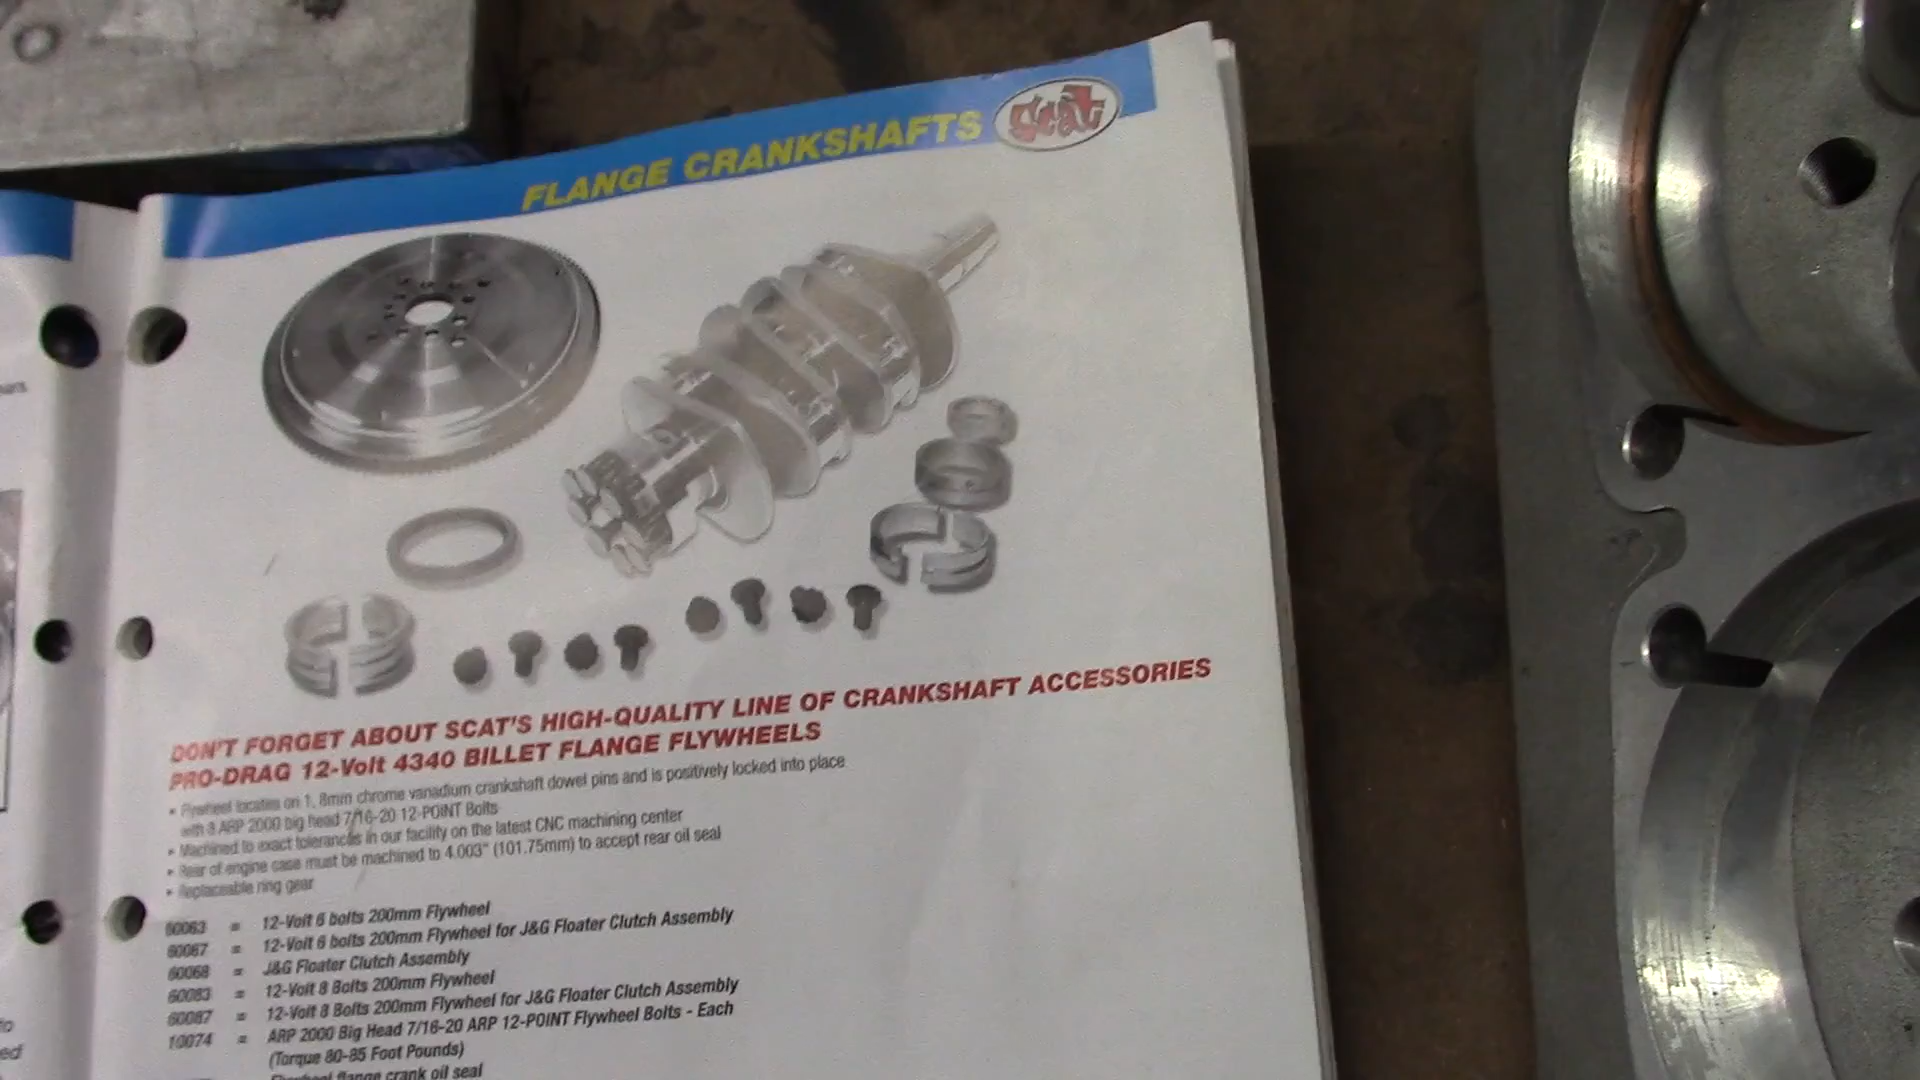 FLANGE CRANKSHAFTS
Scat
DON'T FORGET ABOUT SCAT'S HIGH-QUALITY LINE OF CRANKSHAFT ACCESSORIES
PRO-DRAG 12-Volt 4340 BILLET FLANGE FLYWHEELS
• Flywheel locates on 1, 8mm chrome vanadium crankshaft dowel pins and is positively locked into place
with 8 ARP 2000 big head 7/16-20 12-POINT Bolts
• Machined to exact tolerances in our facility on the latest CNC machining center
• Rear of engine case must be machined to 4.003" (101.75mm) to accept rear oil seal
• Replaceable ring gear
60063 = 12-Volt 6 bolts 200mm Flywheel
60067 = 12-Volt 6 bolts 200mm Flywheel for J&G Floater Clutch Assembly
60068 = J&G Floater Clutch Assembly
60083 = 12-Volt 8 Bolts 200mm Flywheel
60087 = 12-Volt 8 Bolts 200mm Flywheel for J&G Floater Clutch Assembly
10074 = ARP 2000 Big Head 7/16-20 ARP 12-POINT Flywheel Bolts - Each
(Torque 80-85 Foot Pounds)
Flywheel flange crank oil seal